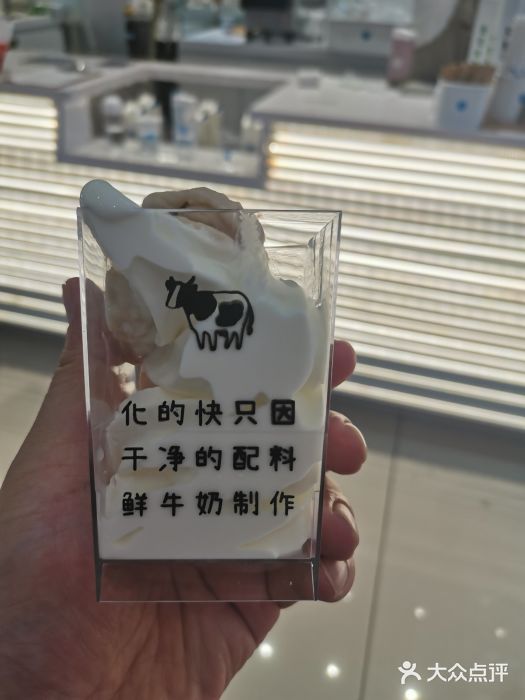 化的快只因
干净的配料
鲜牛奶制作
大众点评